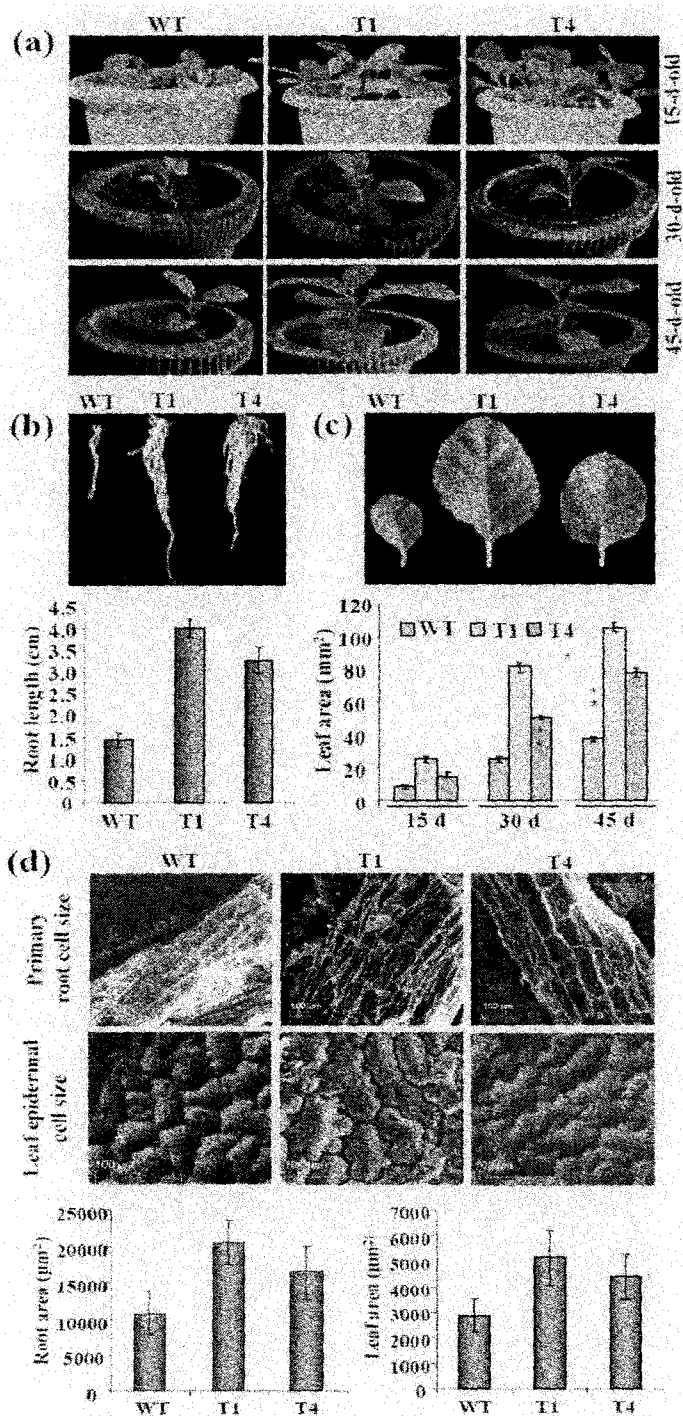 (a)
WT T1 T4
15-d-old
30-d-old
45-d-old
(b)
WT T1 T4
(c)
WT T1 T4
Root length (cm)
4.5
4.0
3.5
3.0
2.5
2.0
1.5
1.0
0.5
0
WT T1 T4
Leaf area (mm²)
120
100
80
60
40
20
0
WT T1 T4
15 d 30 d 45 d
(d)
WT T1 T4
Primary
root cell size
Leaf epidermal
cell size
Root area (µm²)
25000
20000
15000
10000
5000
0
WT T1 T4
Leaf area (µm²)
7000
6000
5000
4000
3000
2000
1000
0
WT T1 T4